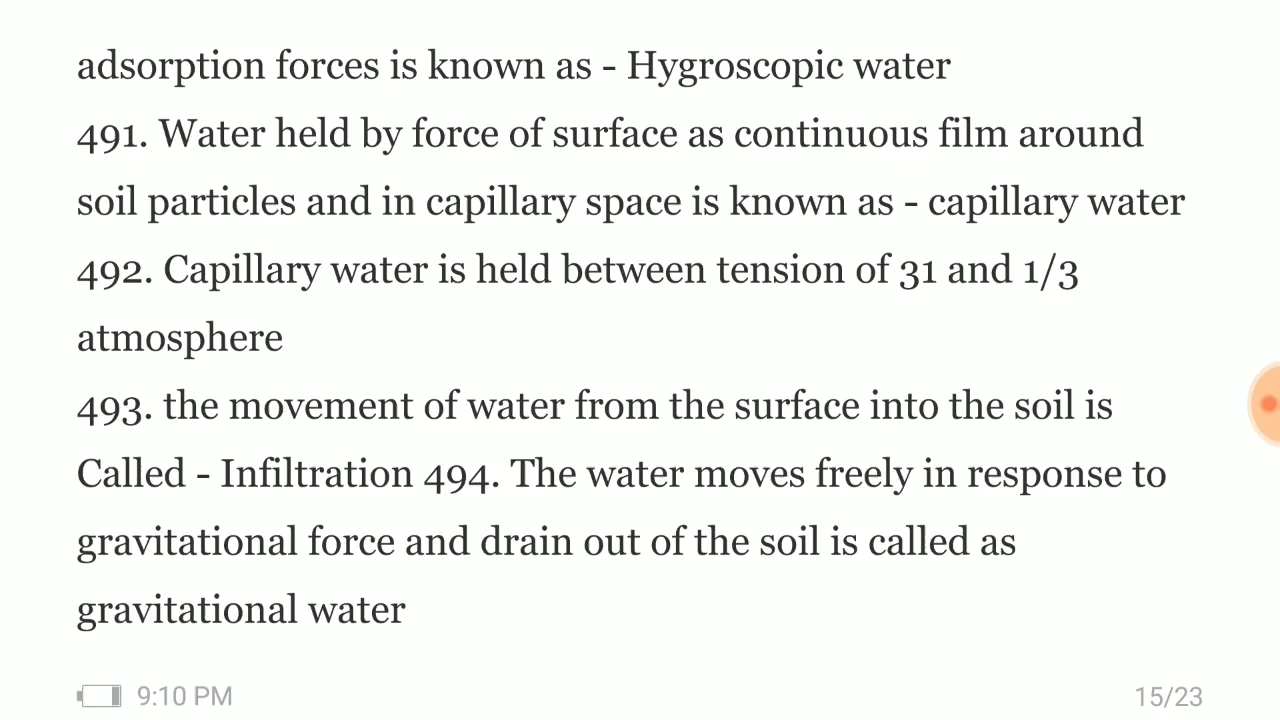 adsorption forces is known as - Hygroscopic water
491. Water held by force of surface as continuous film around
soil particles and in capillary space is known as - capillary water
492. Capillary water is held between tension of 31 and 1/3
atmosphere
493. the movement of water from the surface into the soil is
Called - Infiltration 494. The water moves freely in response to
gravitational force and drain out of the soil is called as
gravitational water
9:10 PM
15/23